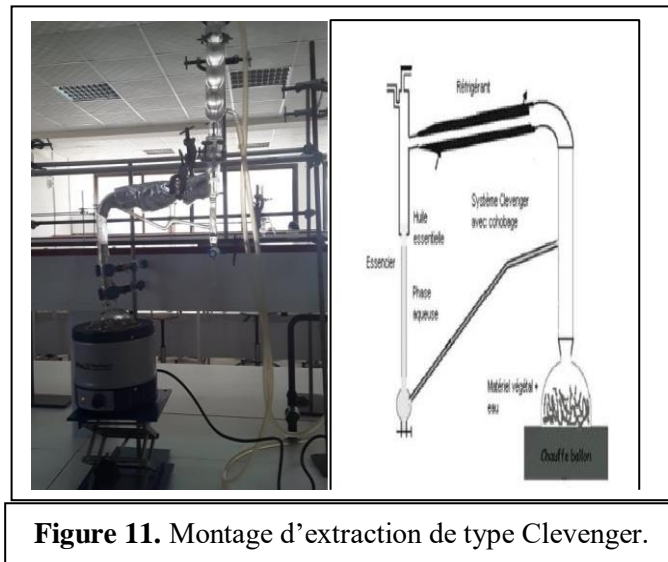 Réfrigérant
Système Clevenger
avec cohobage
Huile
essentielle
Essencier
Phase
aqueuse
Matériel végétal +
eau
Chauffe ballon
Figure 11. Montage d’extraction de type Clevenger.